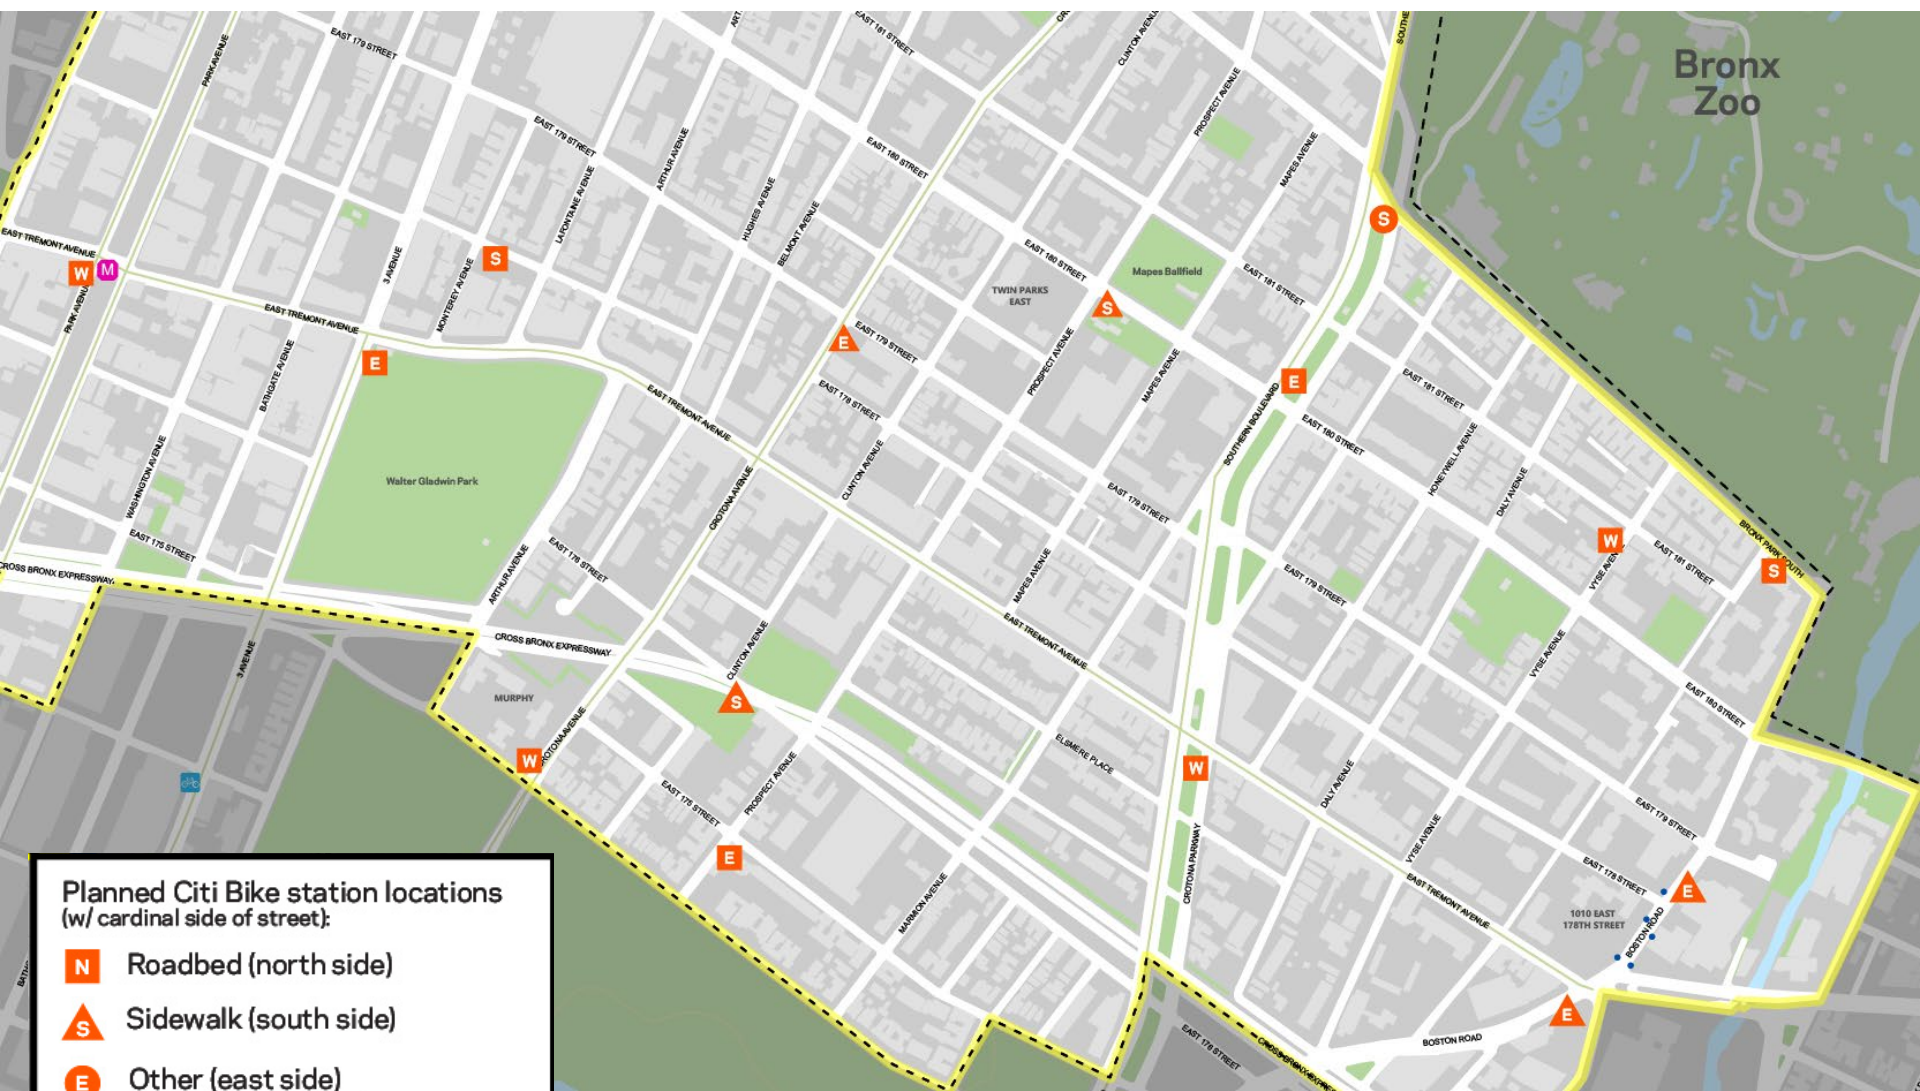 EAST 179 STREET
PARK AVENUE
EAST 181 STREET
CLINTON AVENUE
Bronx
Zoo
PROSPECT AVENUE
EAST 179 STREET
ARTHUR AVENUE
EAST 180 STREET
MAPES AVENUE
LAFONTAINE AVENUE
HUGHES AVENUE
BELMONT AVENUE
S
EAST TREMONT AVENUE
W
M
PARK AVENUE
3 AVENUE
MONTEREY AVENUE
S
EAST 180 STREET
Mapes Ballfield
EAST 181 STREET
TWIN PARKS
EAST
S
EAST TREMONT AVENUE
E
E
EAST 179 STREET
PROSPECT AVENUE
MAPES AVENUE
BATHGATE AVENUE
E
EAST 181 STREET
EAST 178 STREET
EAST TREMONT AVENUE
SOUTHERN BOULEVARD
EAST 180 STREET
HONEYWELL AVENUE
WASHINGTON AVENUE
Walter Gladwin Park
CROTONA AVENUE
CLINTON AVENUE
EAST 179 STREET
DALY AVENUE
W
BRONX PARK SOUTH
S
EAST 175 STREET
CROSS BRONX EXPRESSWAY
ARTHUR AVENUE
EAST 176 STREET
MAPES AVENUE
EAST 179 STREET
VYSE AVENUE
EAST 181 STREET
EAST TREMONT AVENUE
CROSS BRONX EXPRESSWAY
CLINTON AVENUE
3 AVENUE
VYSE AVENUE
MURPHY
S
EAST 180 STREET
W
CROTONA AVENUE
ELSMERE PLACE
W
PROSPECT AVENUE
EAST 175 STREET
DALY AVENUE
EAST 179 STREET
E
CROTONA PARKWAY
VYSE AVENUE
EAST 178 STREET
E
MARMION AVENUE
EAST TREMONT AVENUE
1010 EAST
178TH STREET
BOSTON ROAD
E
BOSTON ROAD
EAST 176 STREET
Planned Citi Bike station locations
(w/ cardinal side of street):
N Roadbed (north side)
S Sidewalk (south side)
E Other (east side)